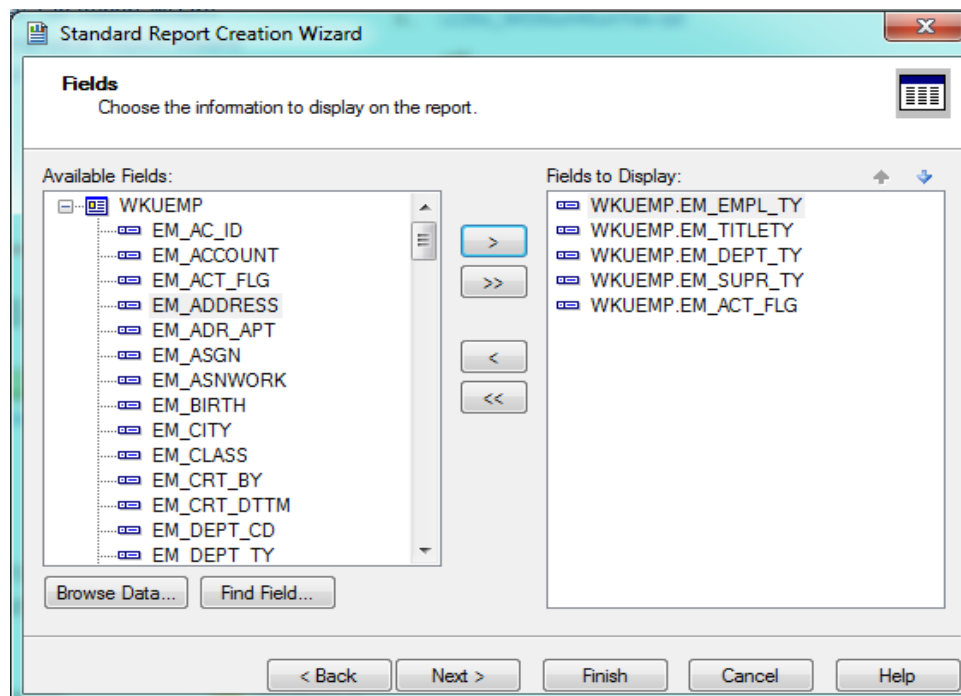 Standard Report Creation Wizard
Fields
Choose the information to display on the report.
Available Fields:
WKUEMP
EM_AC_ID
EM_ACCOUNT
EM_ACT_FLG
EM_ADDRESS
EM_ADR_APT
EM_ASGN
EM_ASNWORK
EM_BIRTH
EM_CITY
EM_CLASS
EM_CRT_BY
EM_CRT_DTTM
EM_DEPT_CD
EM_DEPT_TY
>
>>
<
<<
Fields to Display:
WKUEMP.EM_EMPL_TY
WKUEMP.EM_TITLETY
WKUEMP.EM_DEPT_TY
WKUEMP.EM_SUPR_TY
WKUEMP.EM_ACT_FLG
Browse Data... Find Field...
< Back Next > Finish Cancel Help